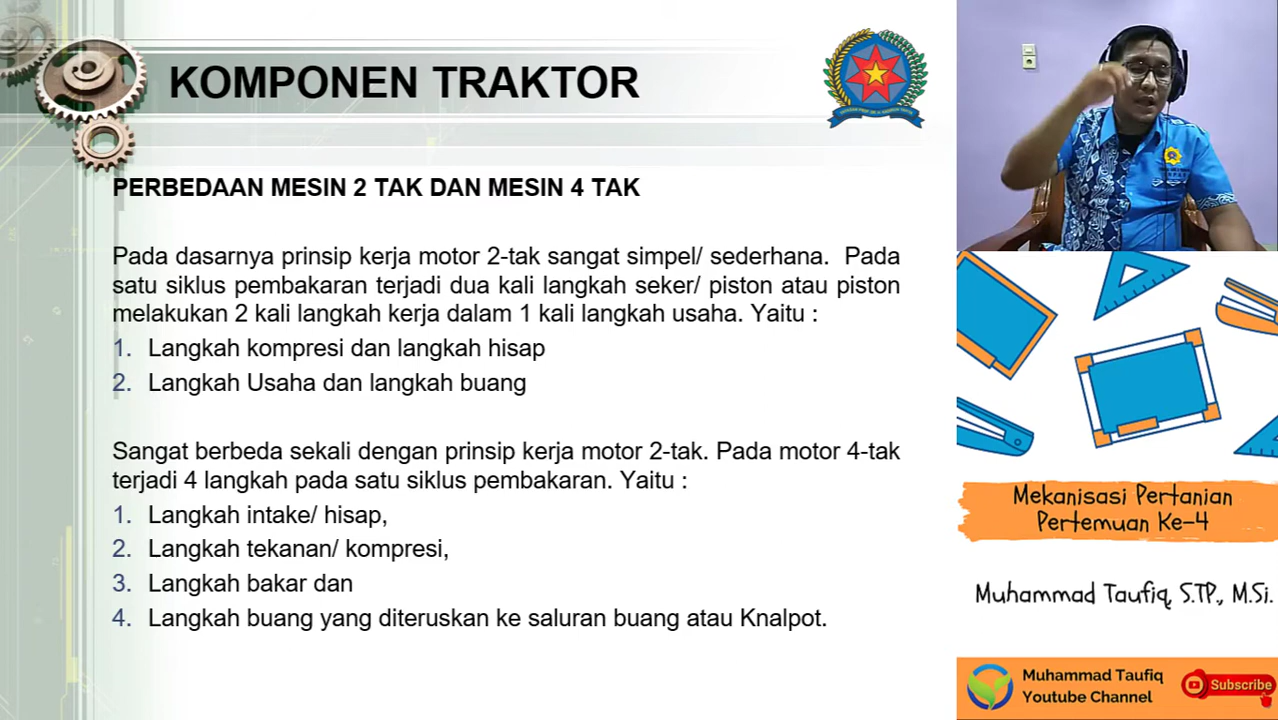 KOMPONEN TRAKTOR
PERBEDAAN MESIN 2 TAK DAN MESIN 4 TAK
Pada dasarnya prinsip kerja motor 2-tak sangat simpel/ sederhana. Pada
satu siklus pembakaran terjadi dua kali langkah seker/ piston atau piston
melakukan 2 kali langkah kerja dalam 1 kali langkah usaha. Yaitu :
1. Langkah kompresi dan langkah hisap
2. Langkah Usaha dan langkah buang
Sangat berbeda sekali dengan prinsip kerja motor 2-tak. Pada motor 4-tak
terjadi 4 langkah pada satu siklus pembakaran. Yaitu :
1. Langkah intake/ hisap,
2. Langkah tekanan/ kompresi,
3. Langkah bakar dan
4. Langkah buang yang diteruskan ke saluran buang atau Knalpot.
Mekanisasi Pertanian
Pertemuan Ke-4
Muhammad Taufiq, S.TP., M.Si.
Muhammad Taufiq
Youtube Channel
Subscribe